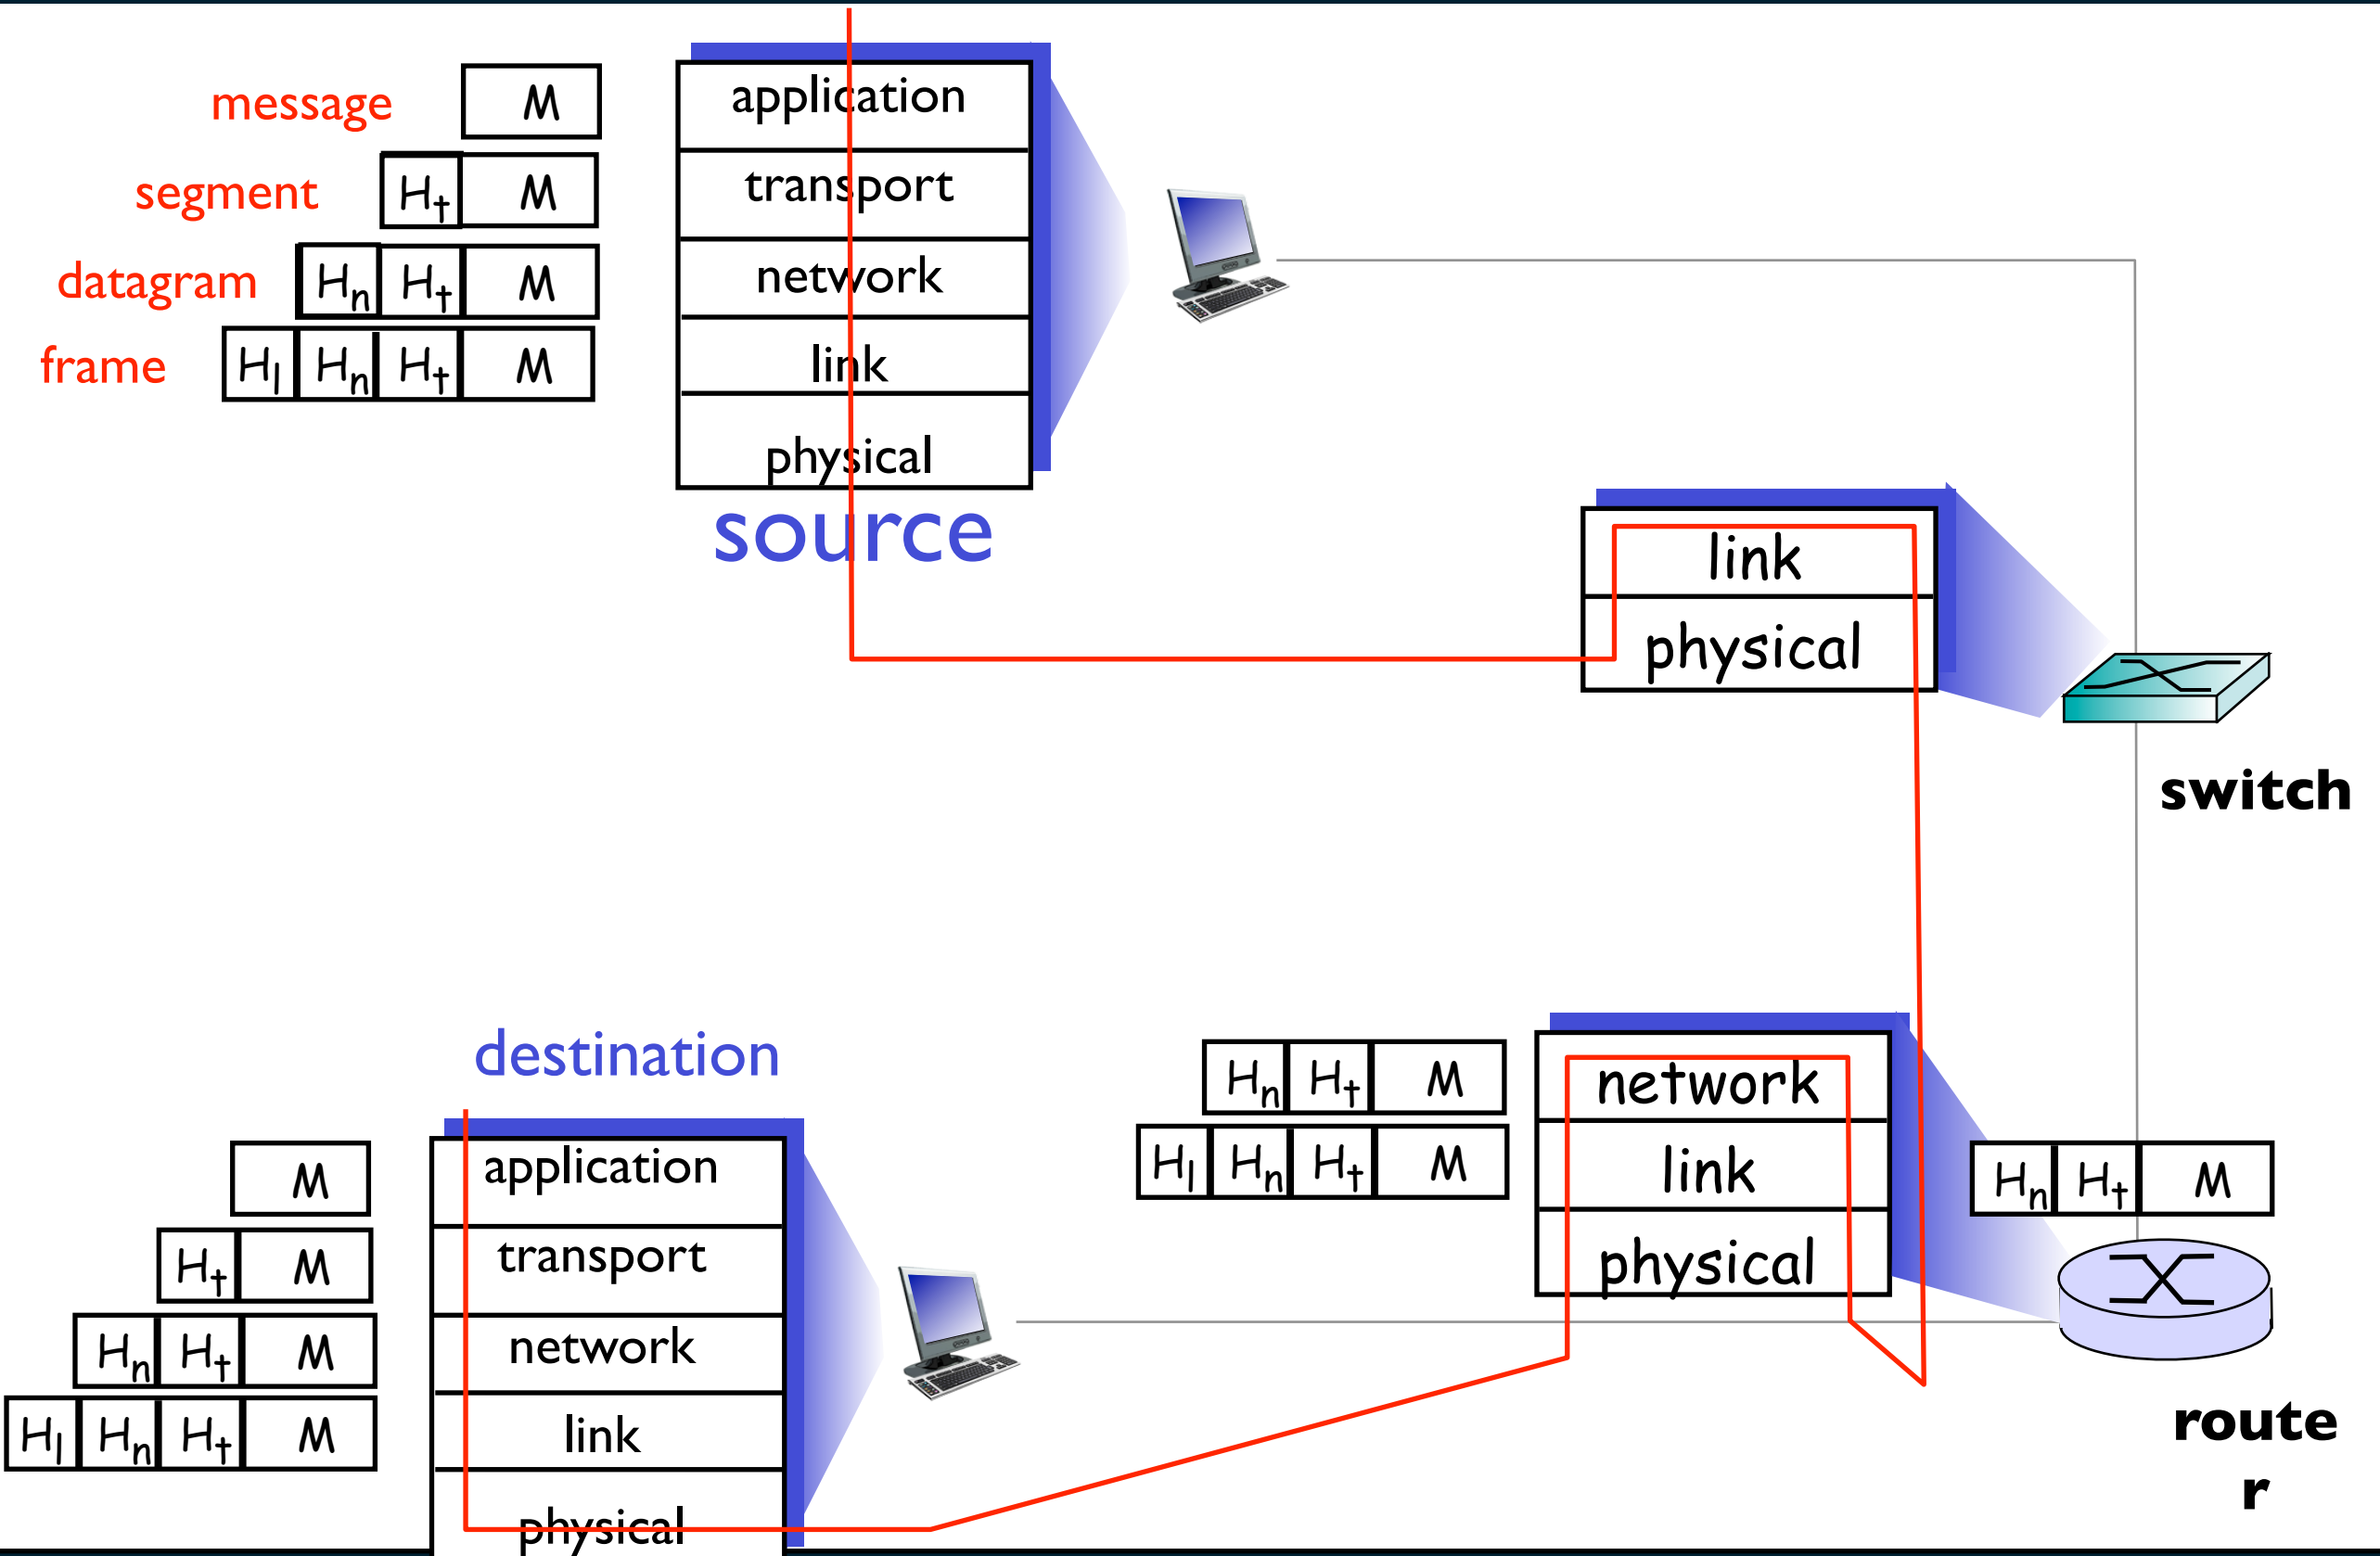 message M
segment Ht M
datagram Hn Ht M
frame Hl Hn Ht M
application
transport
network
link
physical
source
link
physical
switch
destination
M
Ht M
Hn Ht M
Hl Hn Ht M
application
transport
network
link
physical
Hn Ht M
Hl Hn Ht M
network
link
physical
Hn Ht M
route
r